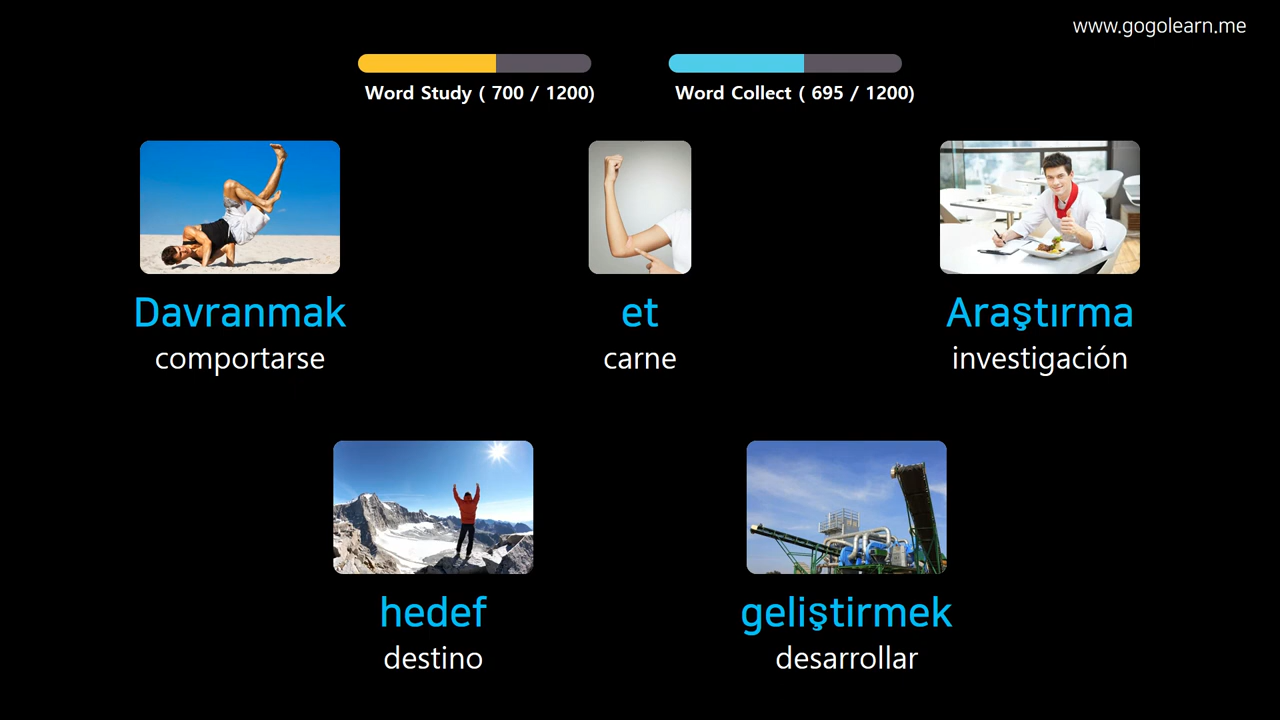 www.gogolearn.me
Word Study ( 700 / 1200)
Word Collect ( 695 / 1200)
Davranmak
comportarse
et
carne
Araştırma
investigación
hedef
destino
geliştirmek
desarrollar